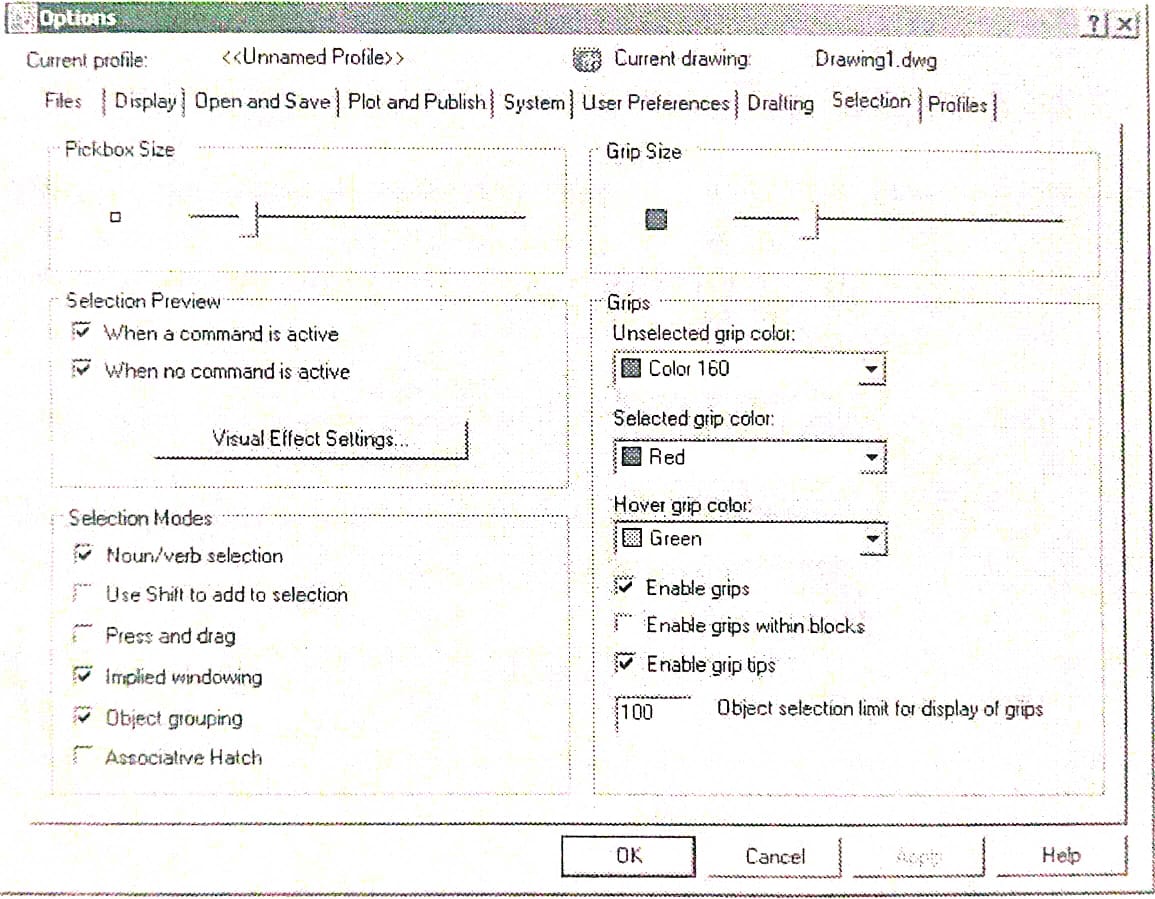 Options
Current profile: <<Unnamed Profile>> Current drawing: Drawing1.dwg
Files Display Open and Save Plot and Publish System User Preferences Drafting Selection Profiles
Pickbox Size
Grip Size
Selection Preview
When a command is active
When no command is active
Visual Effect Settings...
Selection Modes
Noun/verb selection
Use Shift to add to selection
Press and drag
Implied windowing
Object grouping
Associative Hatch
Grips
Unselected grip color:
Color 160
Selected grip color:
Red
Hover grip color:
Green
Enable grips
Enable grips within blocks
Enable grip tips
100 Object selection limit for display of grips
OK Cancel Apply Help